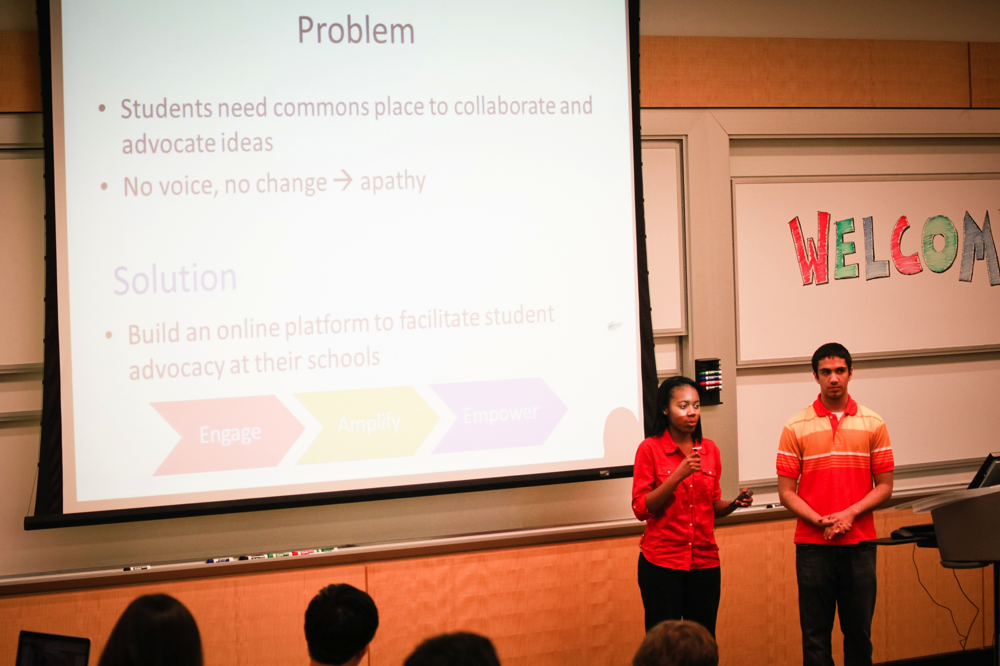 Problem
• Students need commons place to collaborate and
advocate ideas
• No voice, no change → apathy
Solution
• Build an online platform to facilitate student
advocacy at their schools
Engage
Amplify
Empower
WELCOM